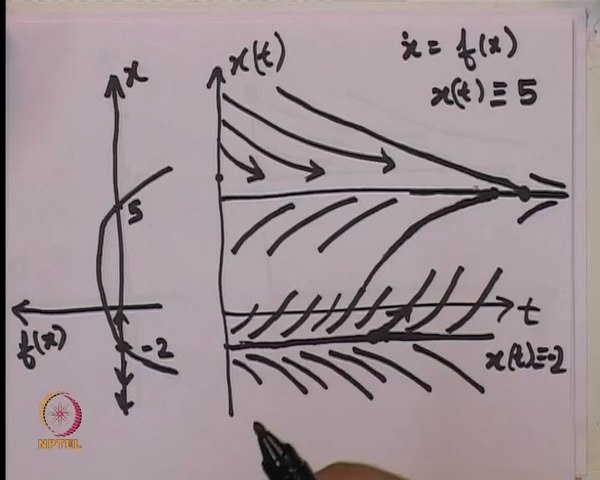 x
x(t)
ẋ = f(x)
x(t) ≡ 5
5
f(x)
-2
t
x(t)≡-2
NPTEL